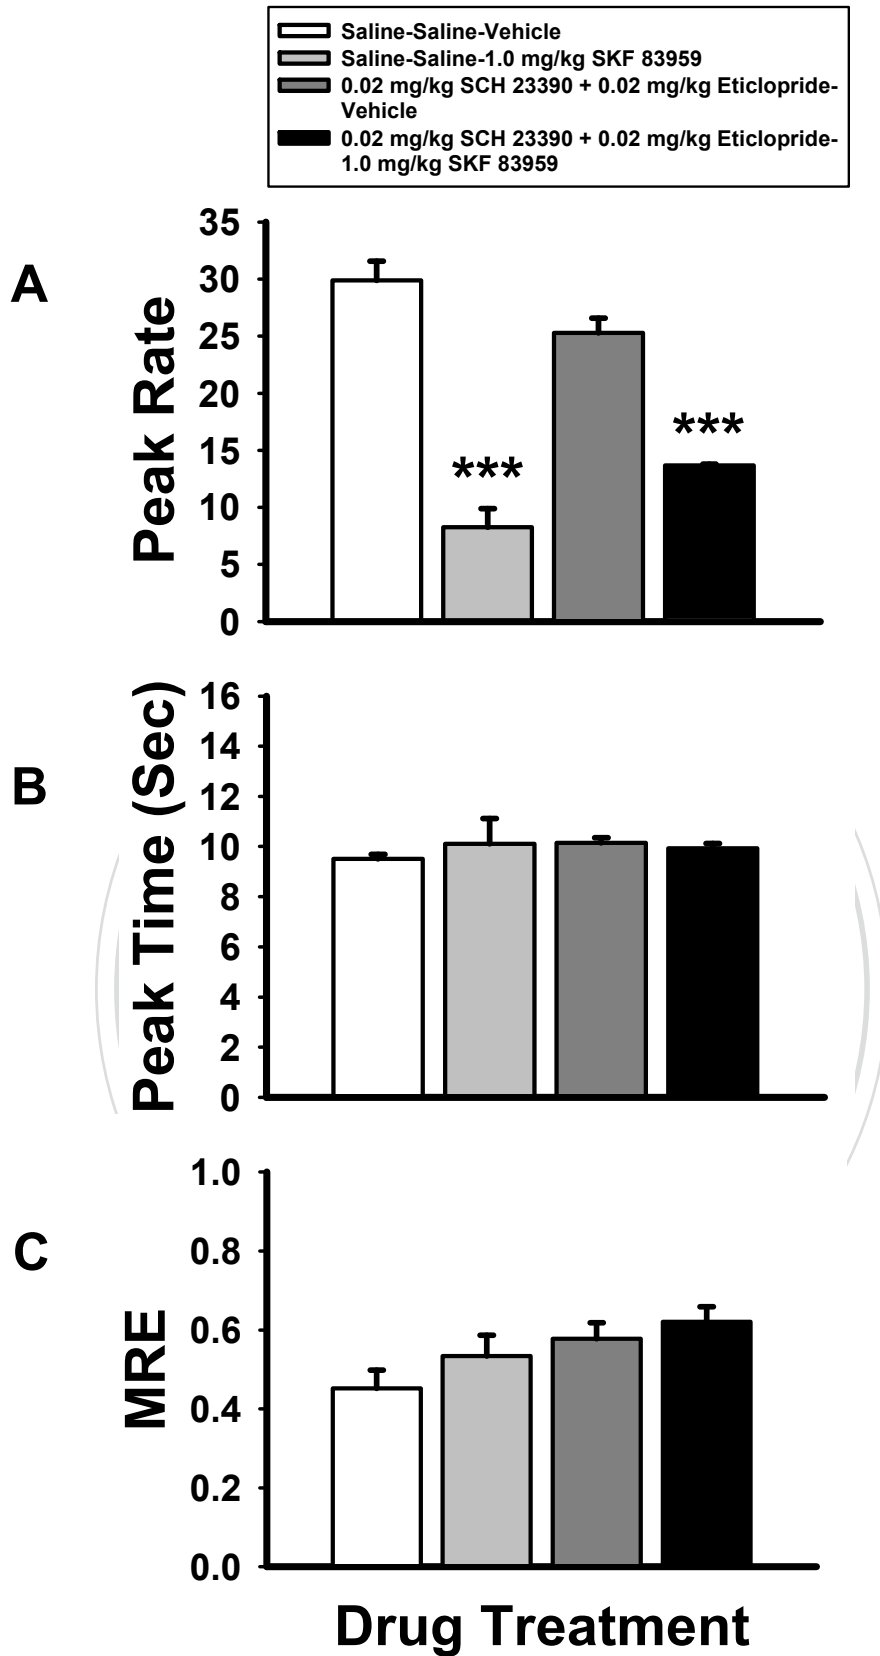 Saline-Saline-Vehicle
Saline-Saline-1.0 mg/kg SKF 83959
0.02 mg/kg SCH 23390 + 0.02 mg/kg Eticlopride-
Vehicle
0.02 mg/kg SCH 23390 + 0.02 mg/kg Eticlopride-
1.0 mg/kg SKF 83959
A
Peak Rate
35
30
25
20
15
10
5
0
***
***
B
Peak Time (Sec)
16
14
12
10
8
6
4
2
0
C
MRE
1.0
0.8
0.6
0.4
0.2
0.0
Drug Treatment